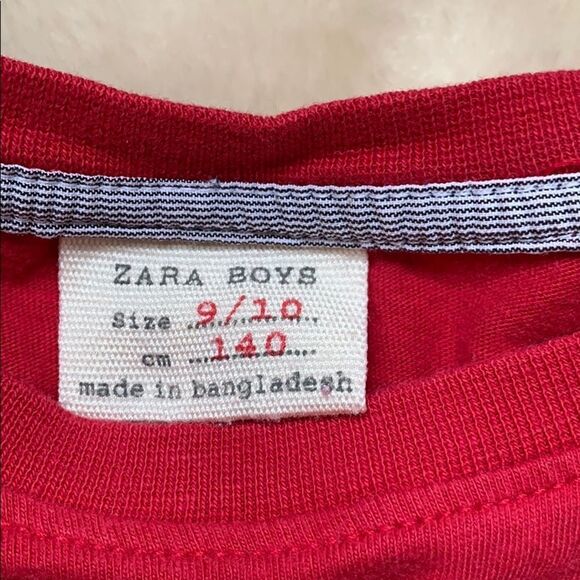 ZARA BOYS
Size 9/10
cm 140
made in bangladesh